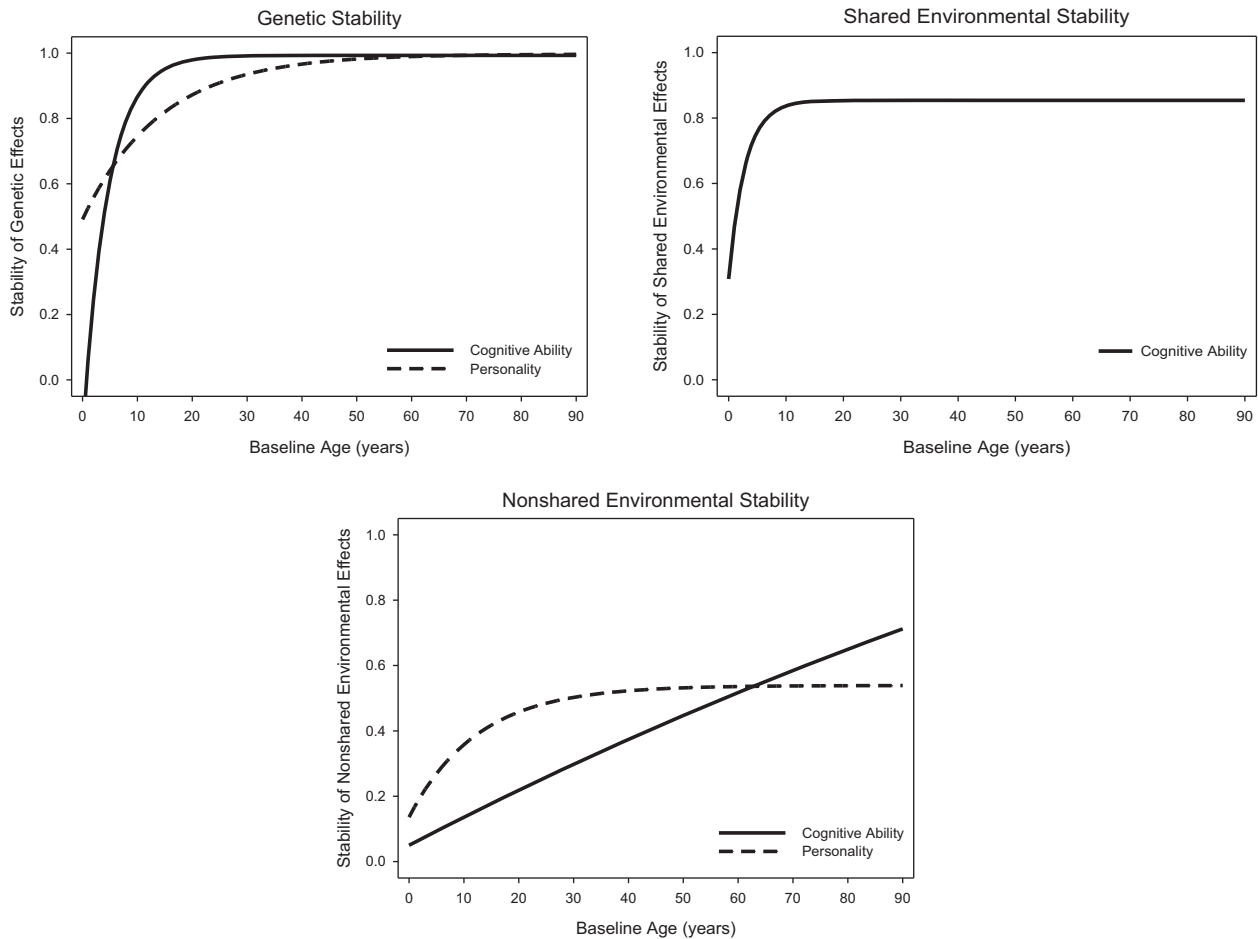 Genetic Stability
Stability of Genetic Effects
1.0
0.8
0.6
0.4
0.2
0.0
Cognitive Ability
Personality
0 10 20 30 40 50 60 70 80 90
Baseline Age (years)
Shared Environmental Stability
Stability of Shared Environmental Effects
1.0
0.8
0.6
0.4
0.2
0.0
Cognitive Ability
0 10 20 30 40 50 60 70 80 90
Baseline Age (years)
Nonshared Environmental Stability
Stability of Nonshared Environmental Effects
1.0
0.8
0.6
0.4
0.2
0.0
Cognitive Ability
Personality
0 10 20 30 40 50 60 70 80 90
Baseline Age (years)